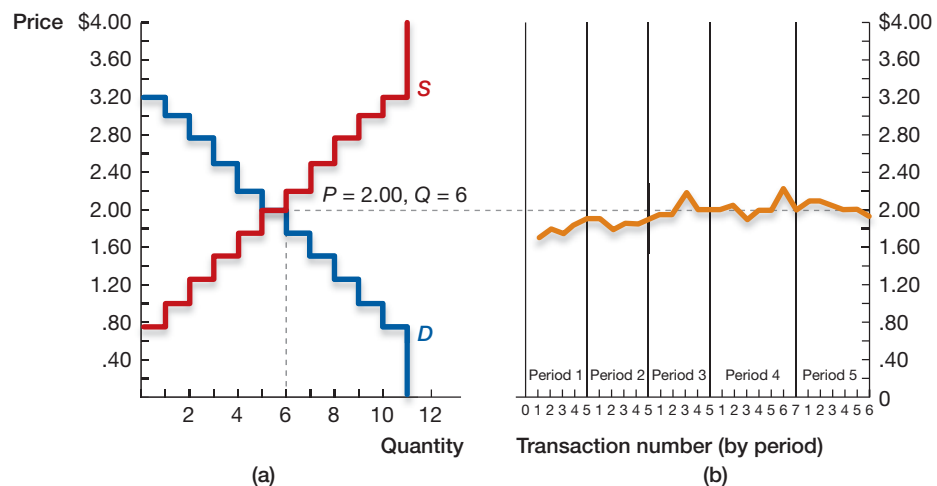 Price $4.00
3.60
3.20
2.80
2.40
2.00
1.60
1.20
.80
.40
S
P = 2.00, Q = 6
D
2 4 6 8 10 12
Quantity
(a)
$4.00
3.60
3.20
2.80
2.40
2.00
1.60
1.20
.80
.40
0
Period 1 Period 2 Period 3 Period 4 Period 5
0 1 2 3 4 5 1 2 3 4 5 1 2 3 4 5 1 2 3 4 5 6 7 1 2 3 4 5 6
Transaction number (by period)
(b)